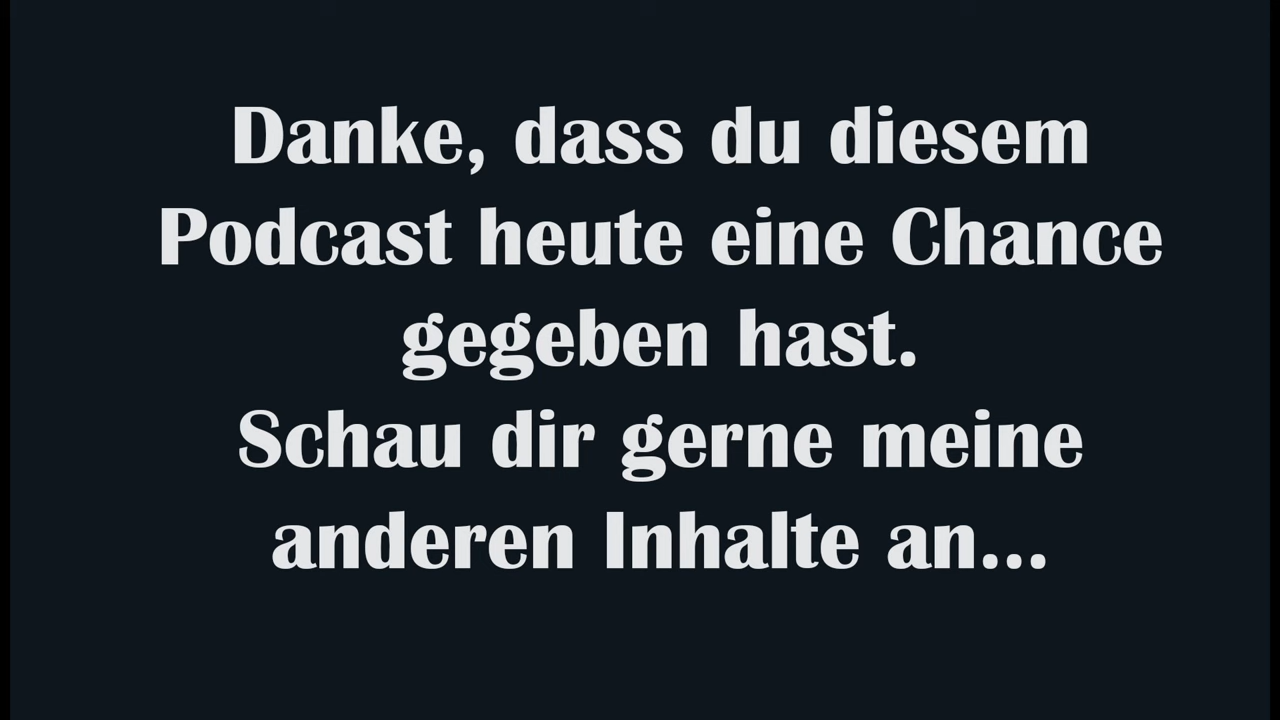 Danke, dass du diesem
Podcast heute eine Chance
gegeben hast.
Schau dir gerne meine
anderen Inhalte an...